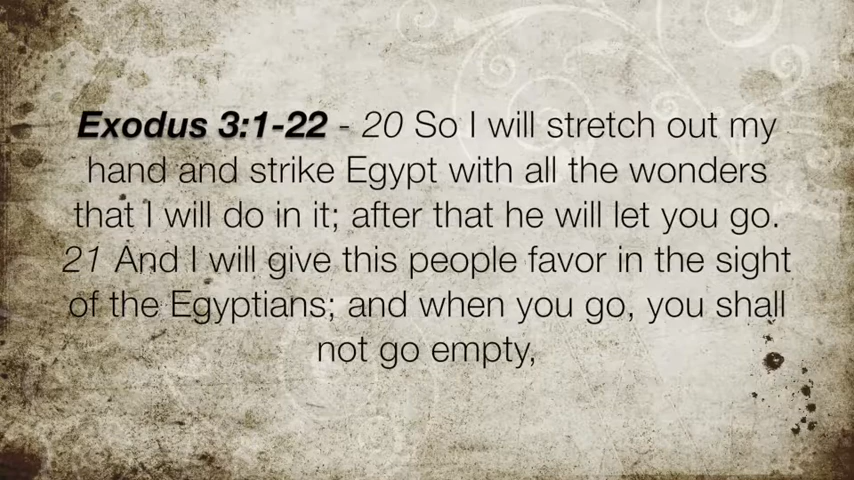 Exodus 3:1-22 - 20 So I will stretch out my
hand and strike Egypt with all the wonders
that I will do in it; after that he will let you go.
21 And I will give this people favor in the sight
of the Egyptians; and when you go, you shall
not go empty,